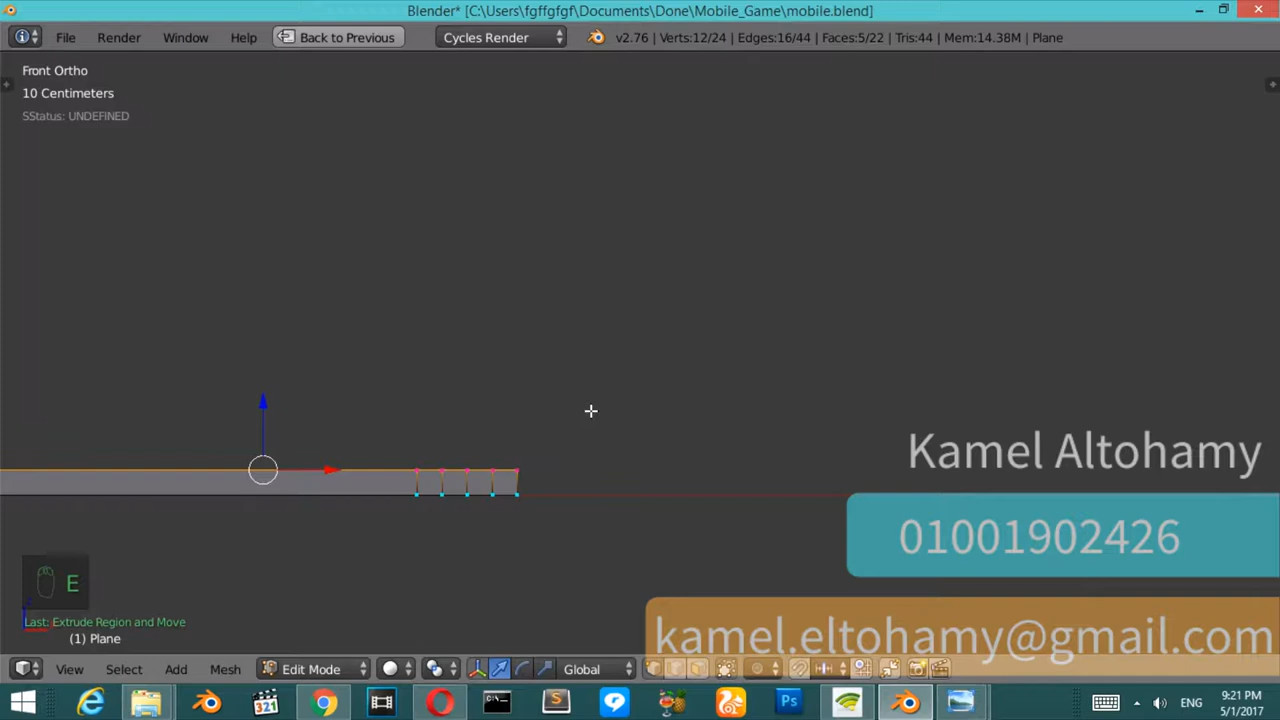 Blender* [C:\Users\fgffgfgf\Documents\Done\Mobile_Game\mobile.blend]
File Render Window Help Back to Previous Cycles Render v2.76 | Verts:12/24 | Edges:16/44 | Faces:5/22 | Tris:44 | Mem:14.38M | Plane
Front Ortho
10 Centimeters
SStatus: UNDEFINED
Kamel Altohamy
01001902426
E
Last: Extrude Region and Move
(1) Plane
kamel.eltohamy@gmail.com
View Select Add Mesh Edit Mode Global
321
Ps
ENG
9:21 PM
5/1/2017